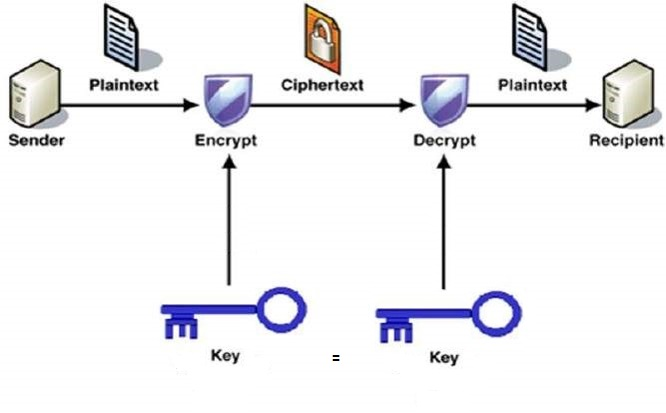 Plaintext
Ciphertext
Plaintext
Sender
Encrypt
Decrypt
Recipient
Key
=
Key